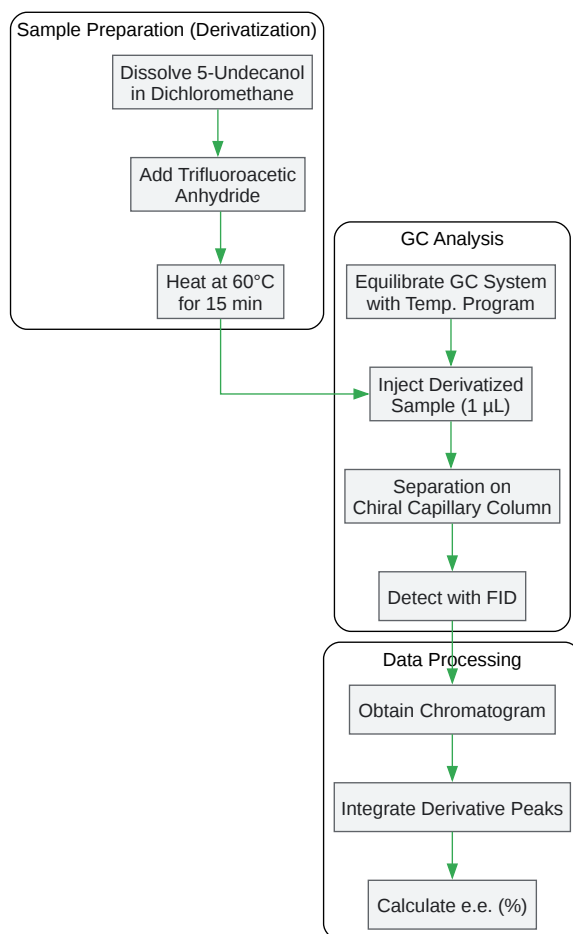 Sample Preparation (Derivatization)
Dissolve 5-Undecanol
in Dichloromethane
Add Trifluoroacetic
Anhydride
Heat at 60°C
for 15 min
GC Analysis
Equilibrate GC System
with Temp. Program
Inject Derivatized
Sample (1 µL)
Separation on
Chiral Capillary Column
Detect with FID
Data Processing
Obtain Chromatogram
Integrate Derivative Peaks
Calculate e.e. (%)